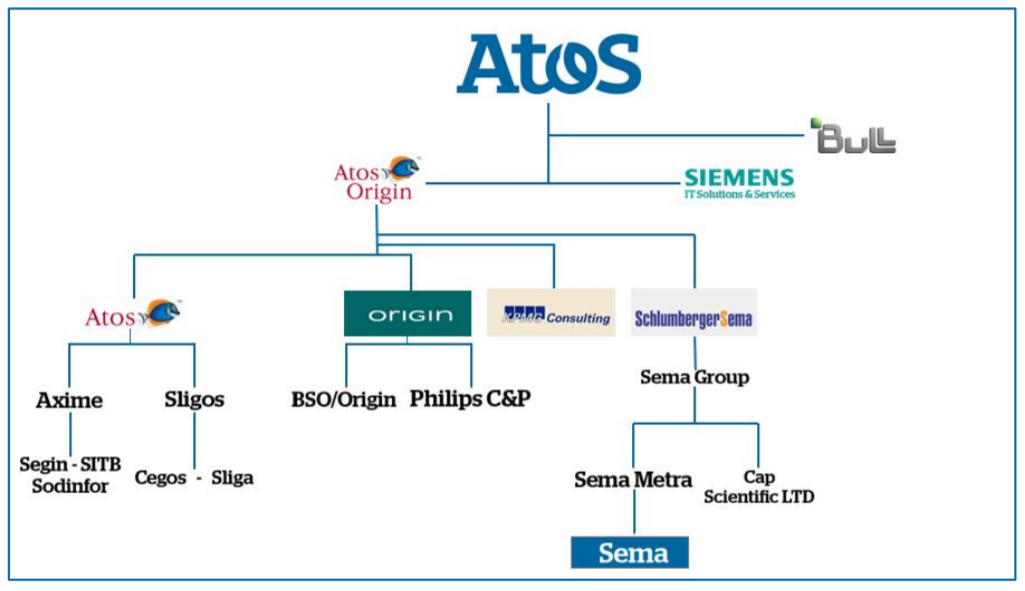 Atos
Bull
Atos
Origin
SIEMENS
IT Solutions & Services
Atos
ORIGIN
KPMG Consulting
SchlumbergerSema
Sema Group
Axime
Sligos
BSO/Origin
Philips C&P
Segin - SITB
Sodinfor
Cegos - Sliga
Sema Metra
Cap
Scientific LTD
Sema